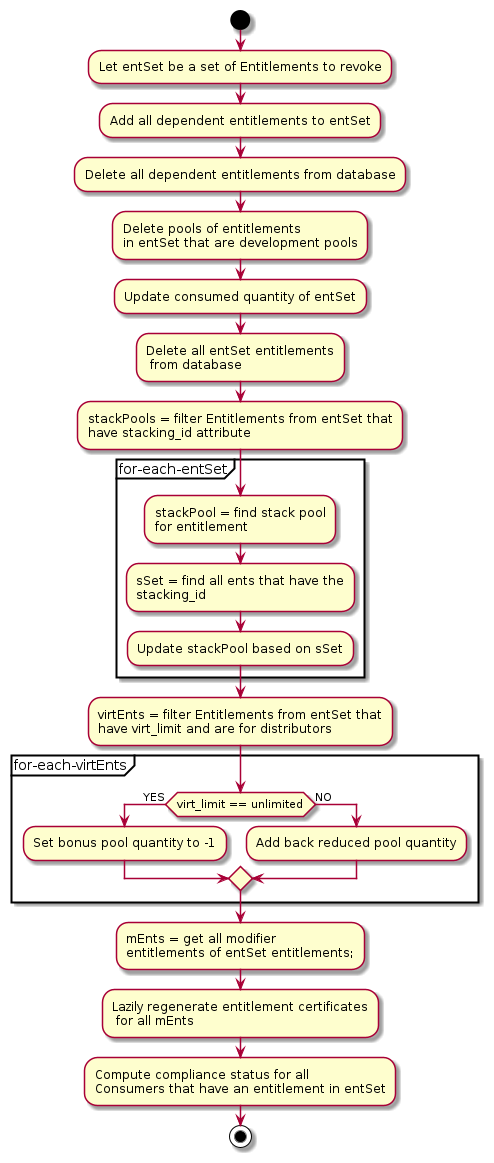 Let entSet be a set of Entitlements to revoke
Add all dependent entitlements to entSet
Delete all dependent entitlements from database
Delete pools of entitlements
in entSet that are development pools
Update consumed quantity of entSet
Delete all entSet entitlements
from database
stackPools = filter Entitlements from entSet that
have stacking_id attribute
for-each-entSet
stackPool = find stack pool
for entitlement
sSet = find all ents that have the
stacking_id
Update stackPool based on sSet
virtEnts = filter Entitlements from entSet that
have virt_limit and are for distributors
for-each-virtEnts
YES
virt_limit == unlimited
NO
Set bonus pool quantity to -1
Add back reduced pool quantity
mEnts = get all modifier
entitlements of entSet entitlements;
Lazily regenerate entitlement certificates
for all mEnts
Compute compliance status for all
Consumers that have an entitlement in entSet